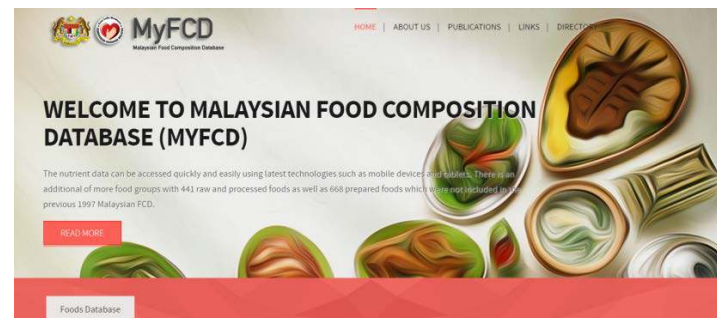 MyFCD
Malaysian Food Composition Database
HOME | ABOUT US | PUBLICATIONS | LINKS | DIRECTORY
WELCOME TO MALAYSIAN FOOD COMPOSITION
DATABASE (MYFCD)
The nutrient data can be accessed quickly and easily using latest technologies such as mobile devices and tablets. There is an
additional of more food groups with 441 raw and processed foods as well as 668 prepared foods which were not included in the
previous 1997 Malaysian FCD.
READ MORE
Foods Database